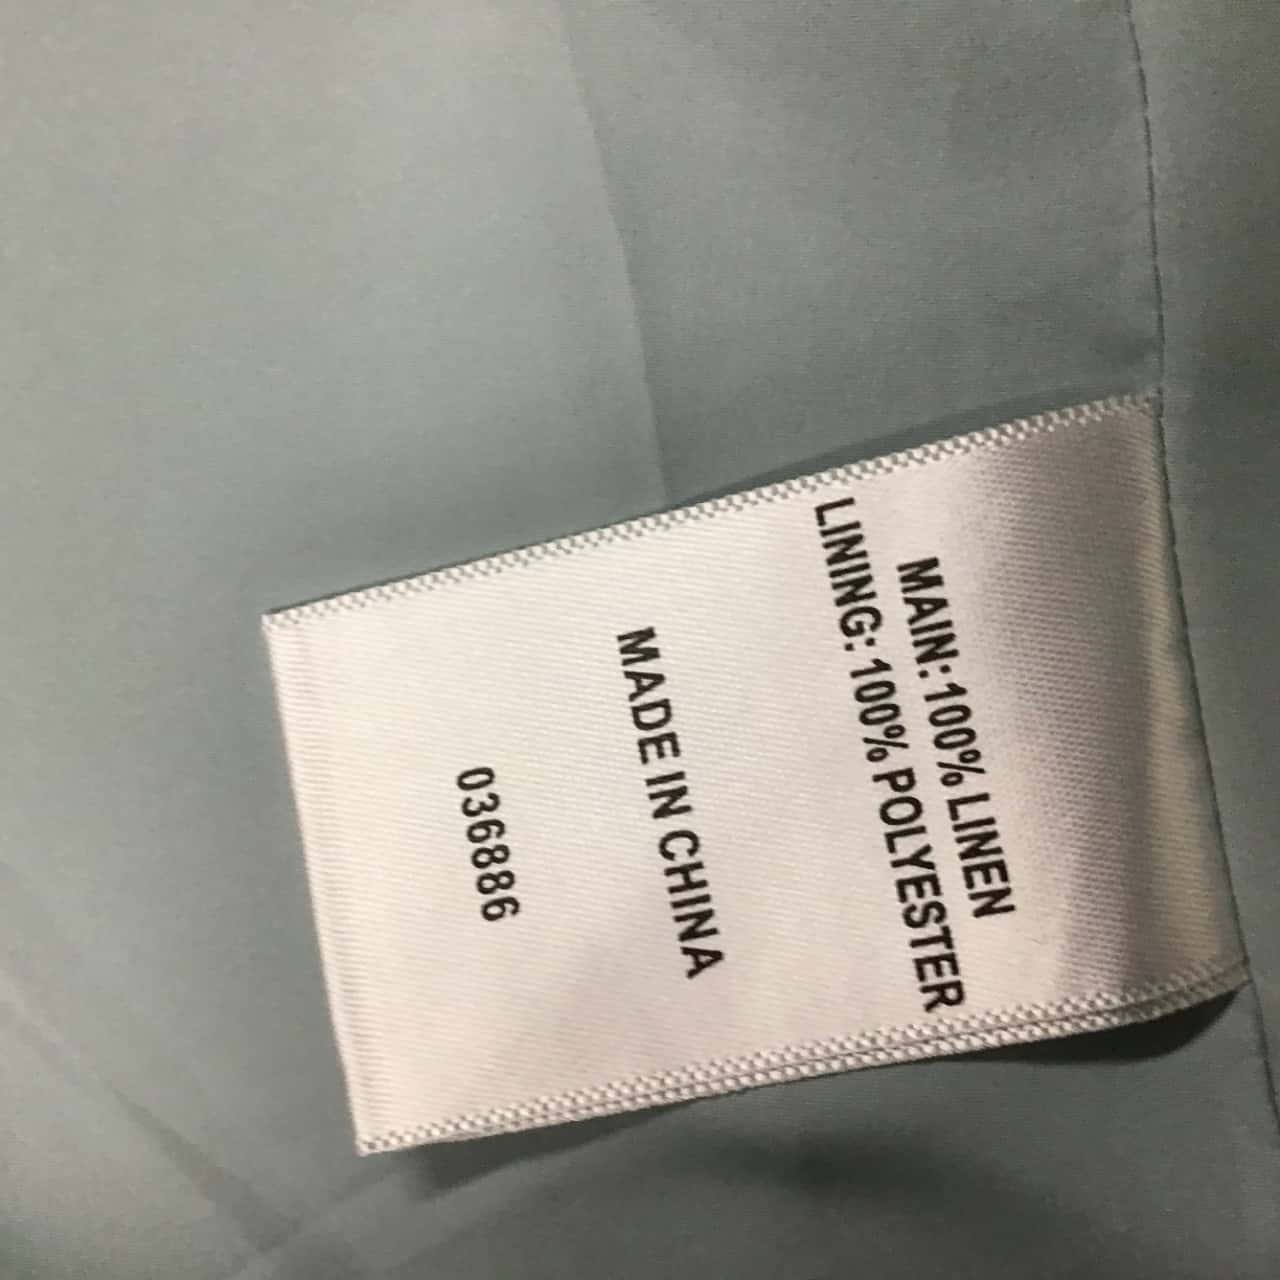 MAIN: 100% LINEN
LINING: 100% POLYESTER
MADE IN CHINA
036886